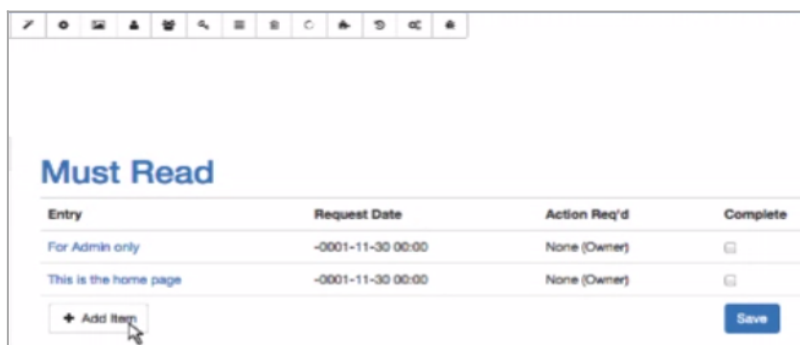 Must Read
Entry Request Date Action Req'd Complete
For Admin only -0001-11-30 00:00 None (Owner)
This is the home page -0001-11-30 00:00 None (Owner)
+ Add Item Save